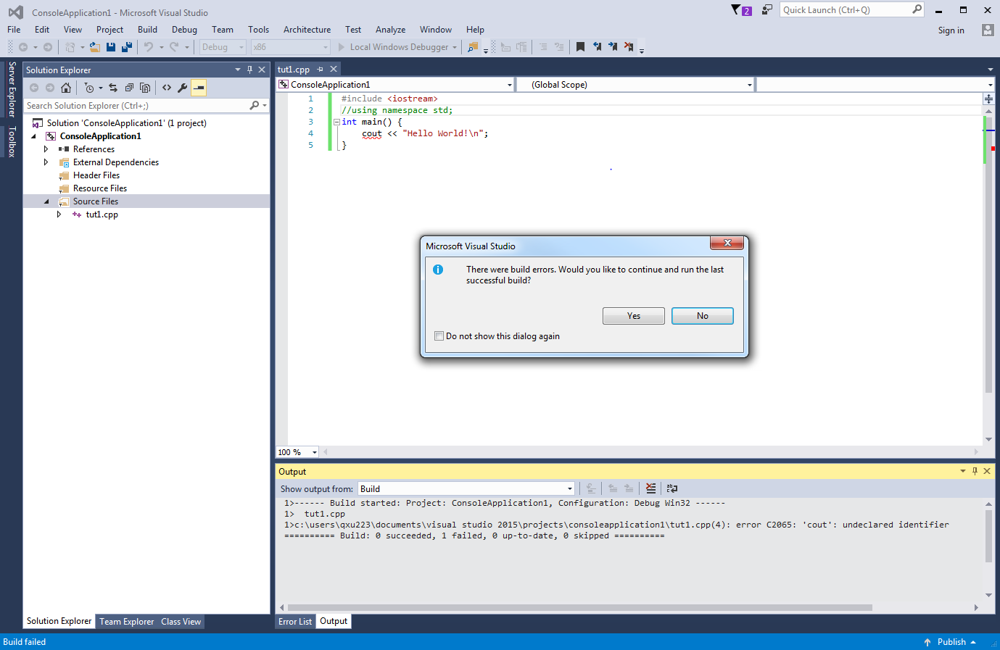 ConsoleApplication1 - Microsoft Visual Studio
2
Quick Launch (Ctrl+Q)
File Edit View Project Build Debug Team Tools Architecture Test Analyze Window Help
Sign in
Debug x86 Local Windows Debugger
Server Explorer
Toolbox
Solution Explorer
Search Solution Explorer (Ctrl+;)
Solution 'ConsoleApplication1' (1 project)
ConsoleApplication1
References
External Dependencies
Header Files
Resource Files
Source Files
tut1.cpp
Solution Explorer Team Explorer Class View
tut1.cpp
ConsoleApplication1 (Global Scope)
1 #include <iostream>
2 //using namespace std;
3 int main() {
4 cout << "Hello World!\n";
5 }
Microsoft Visual Studio
There were build errors. Would you like to continue and run the last
successful build?
Yes No
Do not show this dialog again
100 %
Output
Show output from: Build
1>------ Build started: Project: ConsoleApplication1, Configuration: Debug Win32 ------
1>  tut1.cpp
1>c:\users\qxu223\documents\visual studio 2015\projects\consoleapplication1\tut1.cpp(4): error C2065: 'cout': undeclared identifier
========== Build: 0 succeeded, 1 failed, 0 up-to-date, 0 skipped ==========
Error List Output
Build failed
Publish